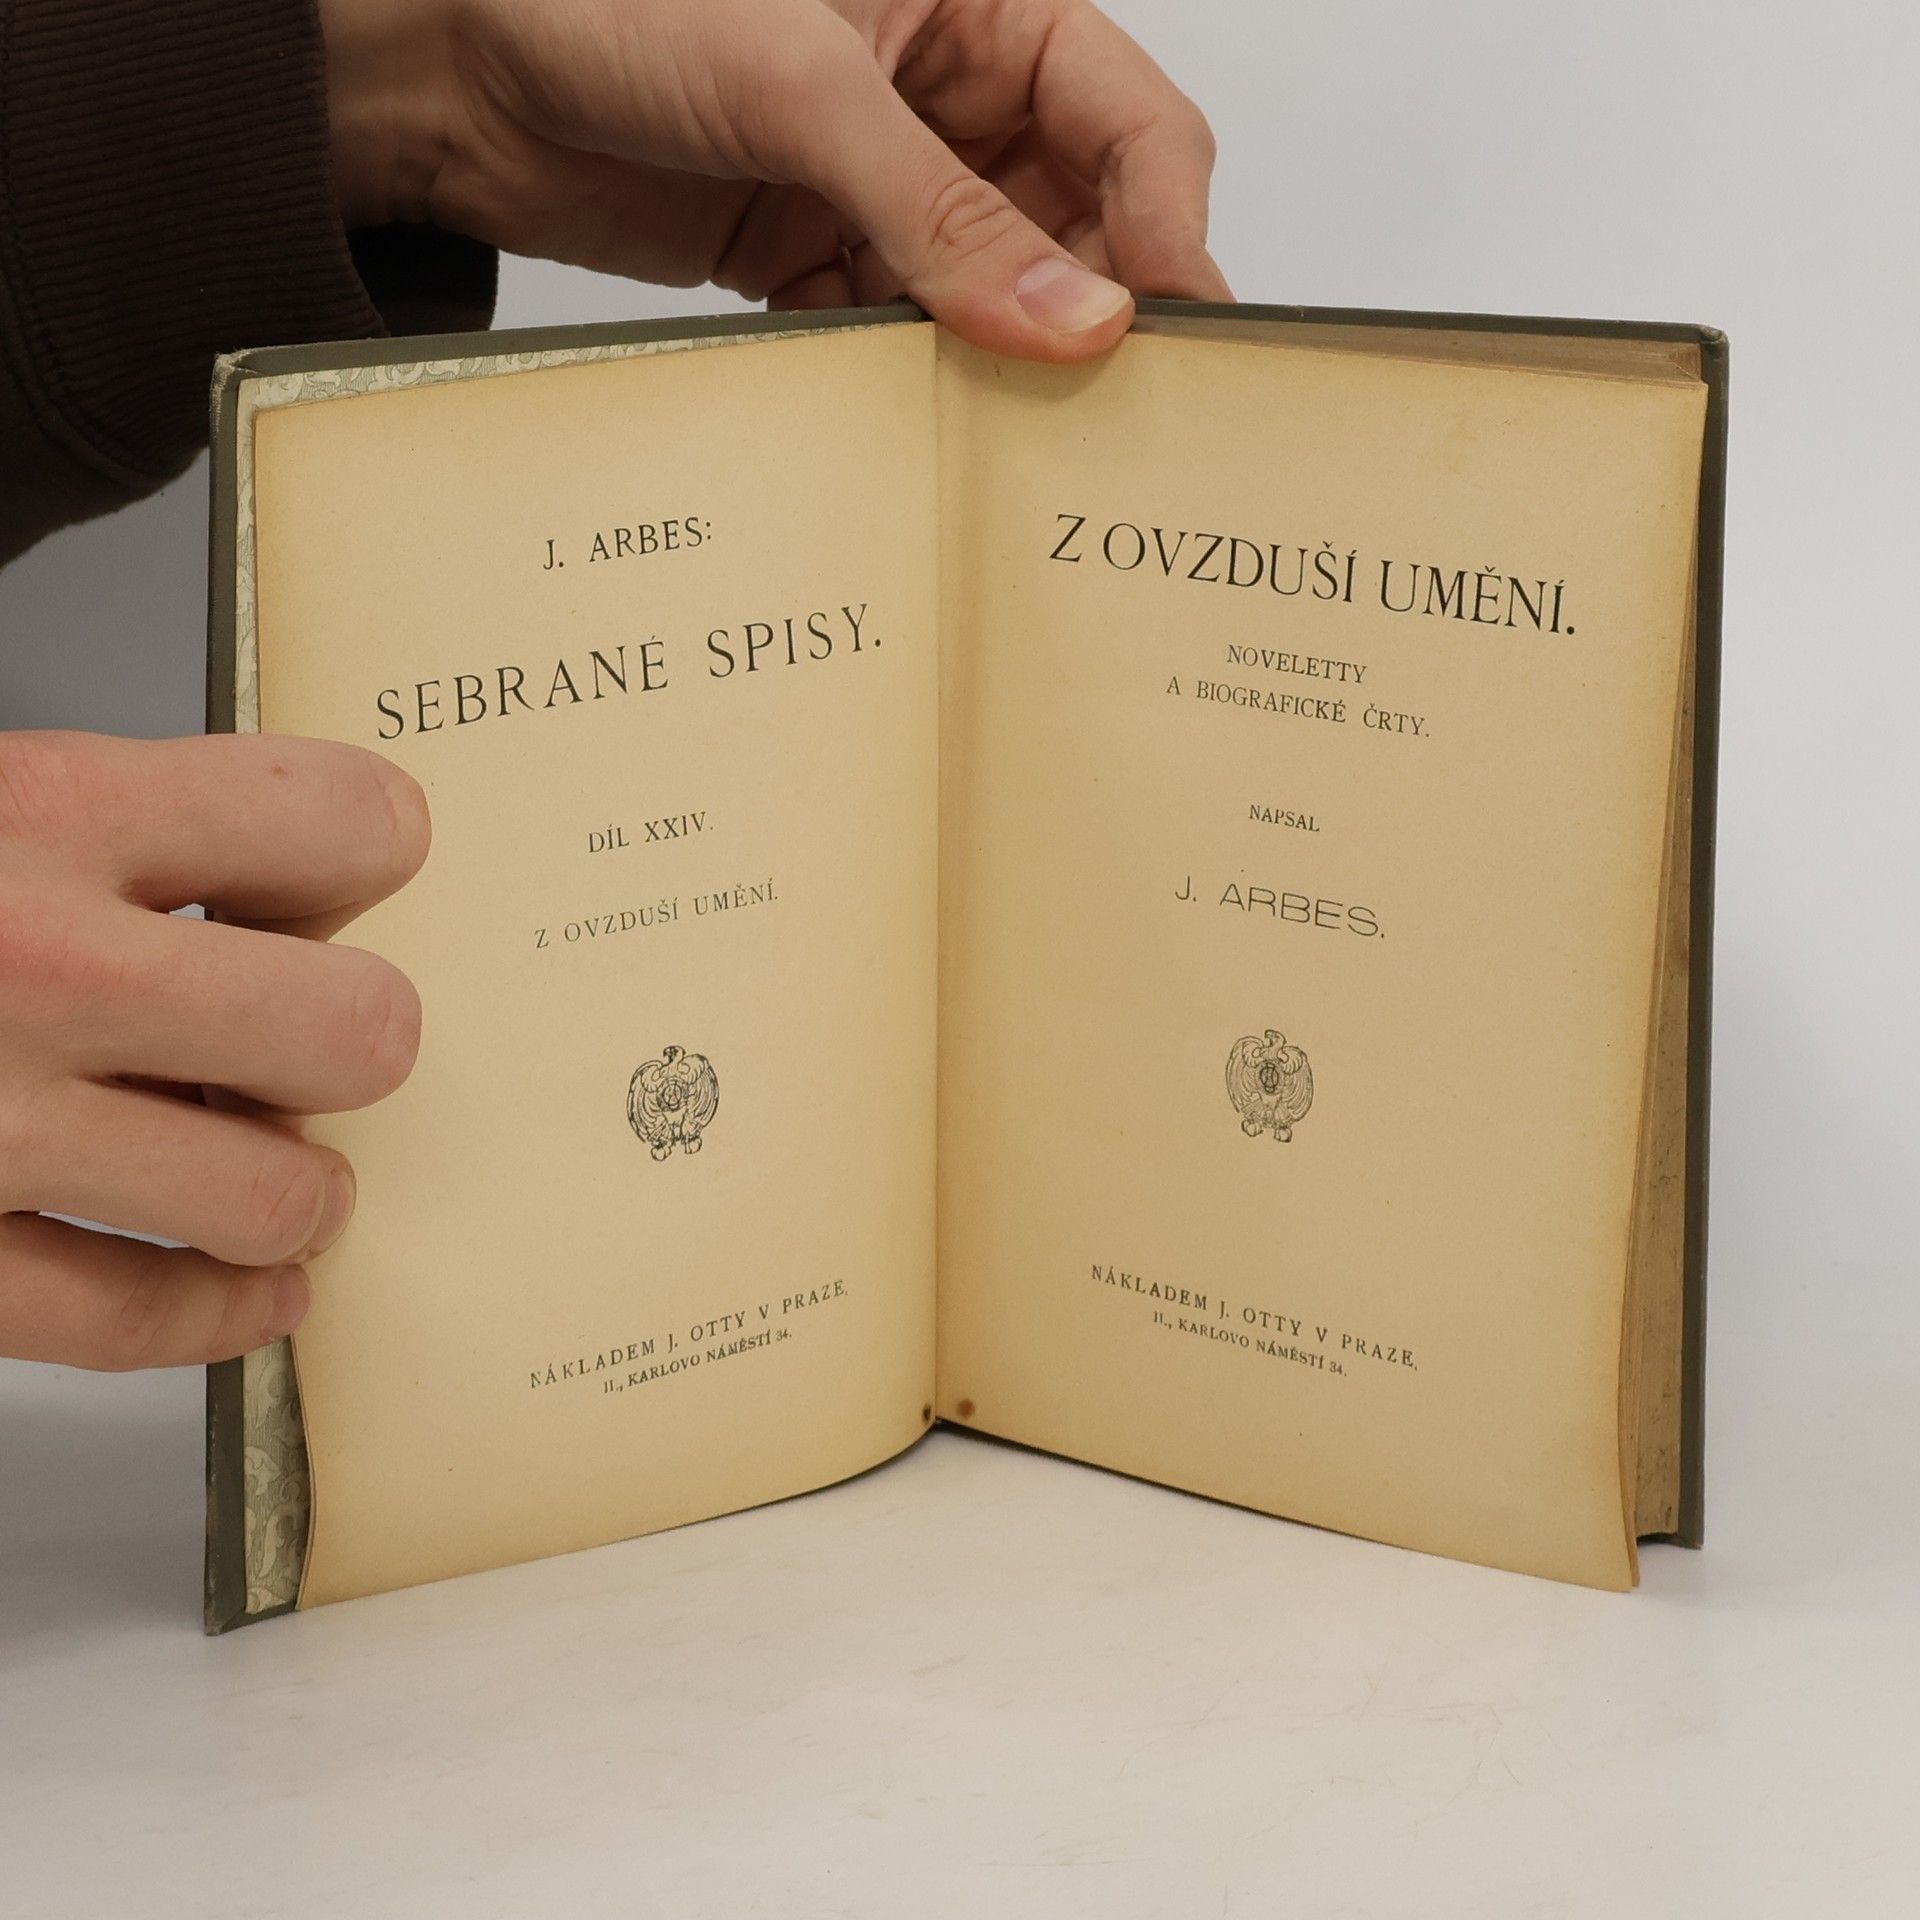 J. ARBES:
SEBRANÉ SPISY.
DÍL XXIV.
Z OVZDUŠÍ UMĚNÍ.
NÁKLADEM J. OTTY V PRAZE,
II., KARLOVO NÁMĚSTÍ 34.
Z OVZDUŠÍ UMĚNÍ.
NOVELETTY
A BIOGRAFICKÉ ČRTY.
NAPSAL
J. ARBES.
NÁKLADEM J. OTTY V PRAZE,
II., KARLOVO NÁMĚSTÍ 34.